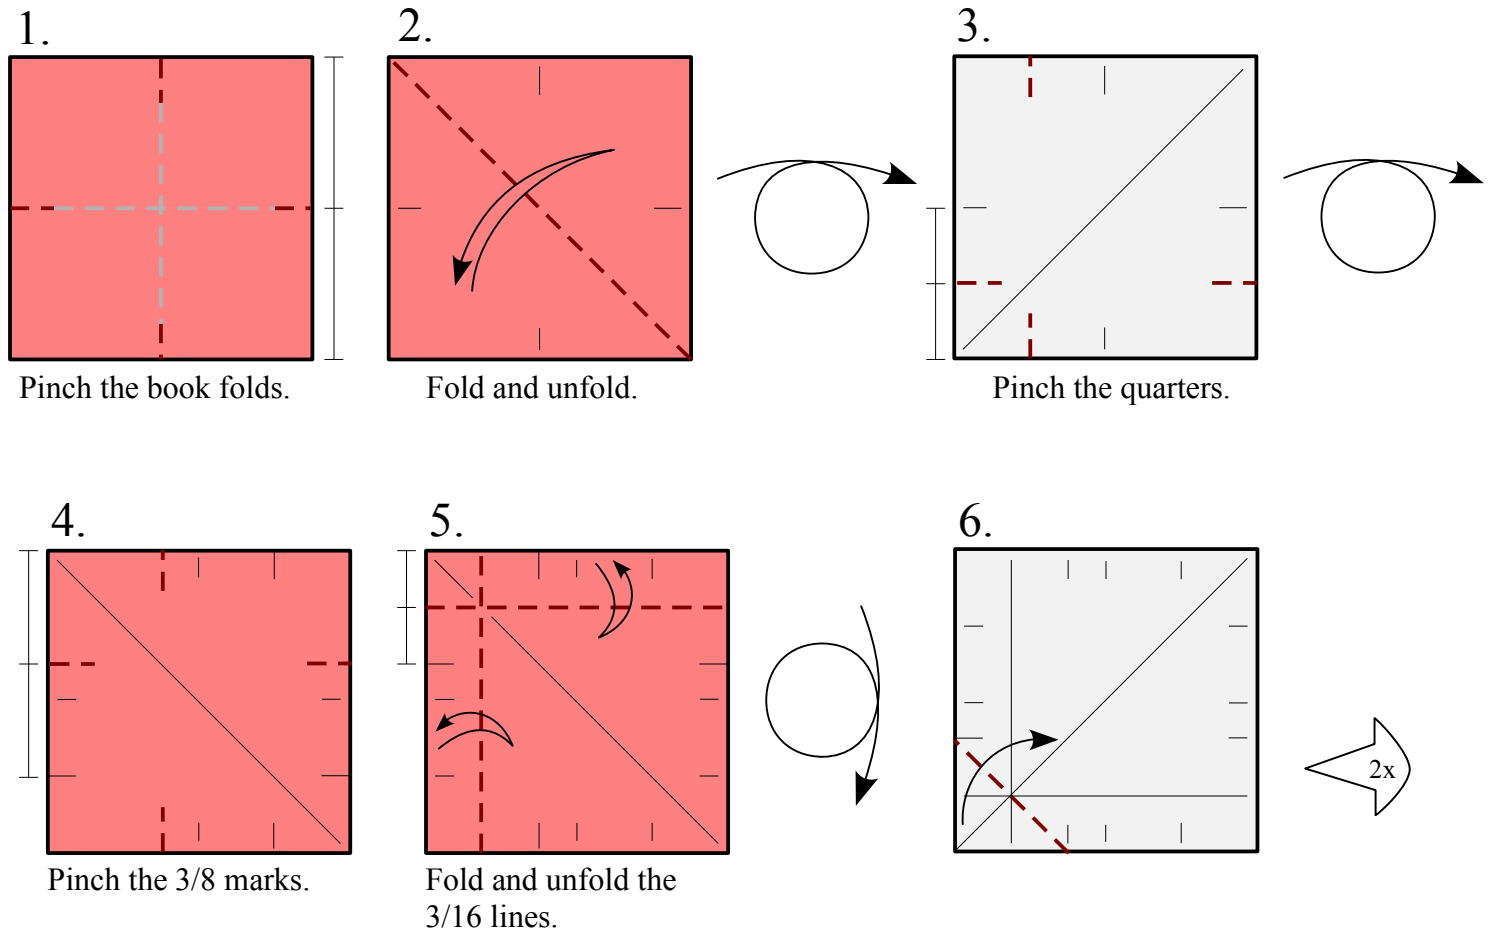 1.
2.
3.
Pinch the book folds.
Fold and unfold.
Pinch the quarters.
4.
5.
6.
2x
Pinch the 3/8 marks.
Fold and unfold the
3/16 lines.